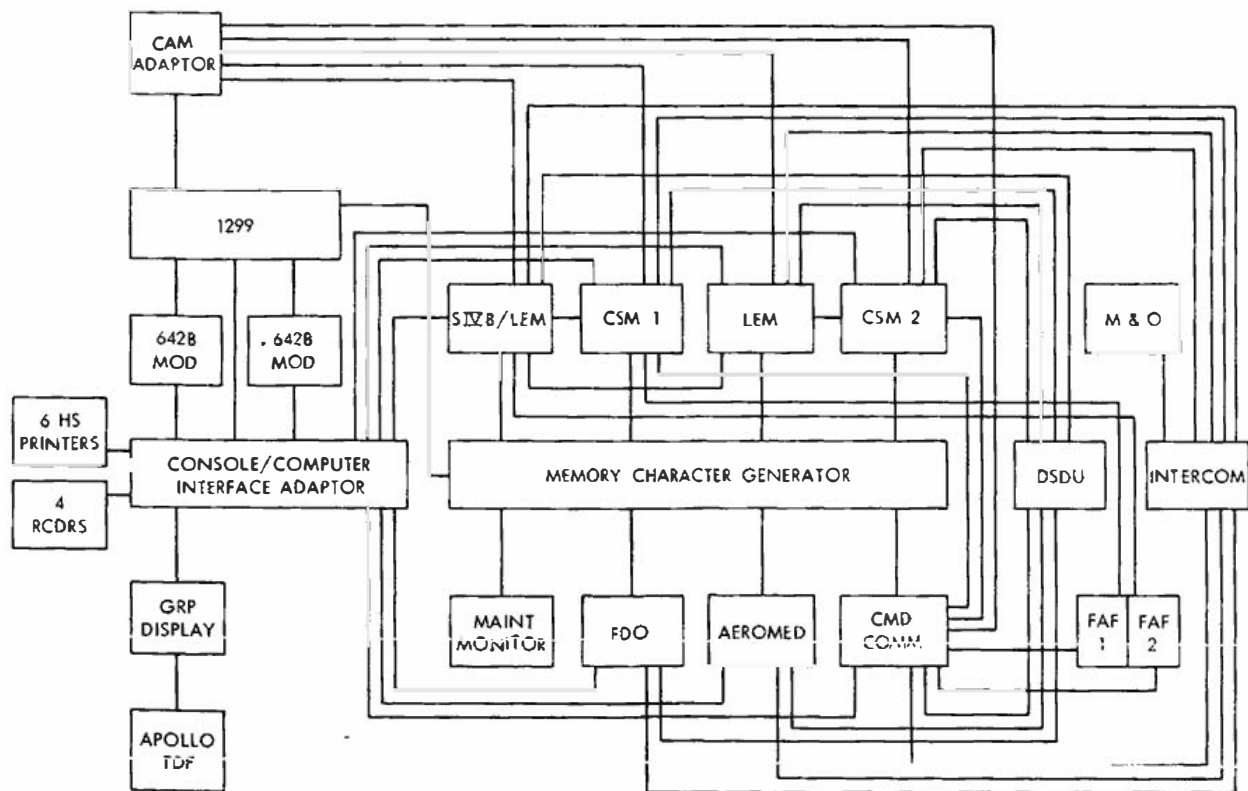 CAM
ADAPTOR
1299
642B
MOD
642B
MOD
SIVB/LEM
CSM 1
LEM
CSM 2
M & O
6 HS
PRINTERS
4
RCDRS
CONSOLE/COMPUTER
INTERFACE ADAPTOR
MEMORY CHARACTER GENERATOR
DSDU
INTERCOM
GRP
DISPLAY
MAINT
MONITOR
FDO
AEROMED
CMD
COMM
FAF
1
FAF
2
APOLLO
TDF